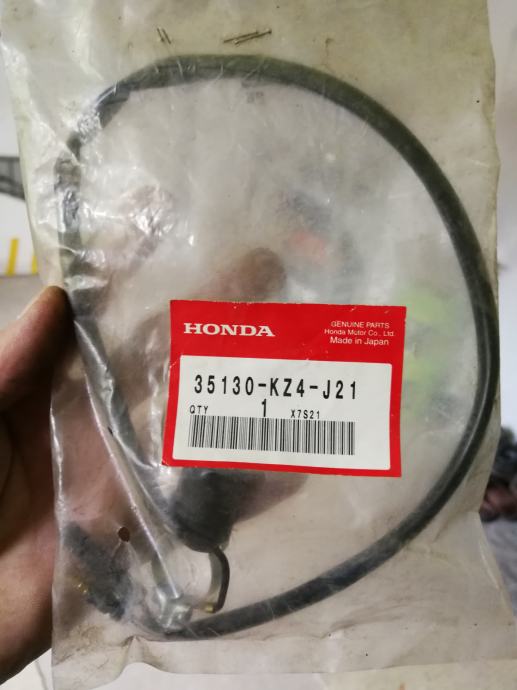 HONDA
GENUINE PARTS
Honda Motor Co., Ltd.
Made in Japan
35130-KZ4-J21
QTY 1 X7S21